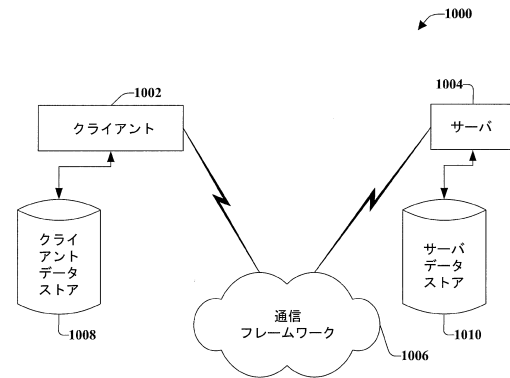 1000
1002
1004
クライアント
サーバ
クライ
アント
データ
ストア
サーバ
データ
ストア
通信
フレームワーク
1008
1006
1010